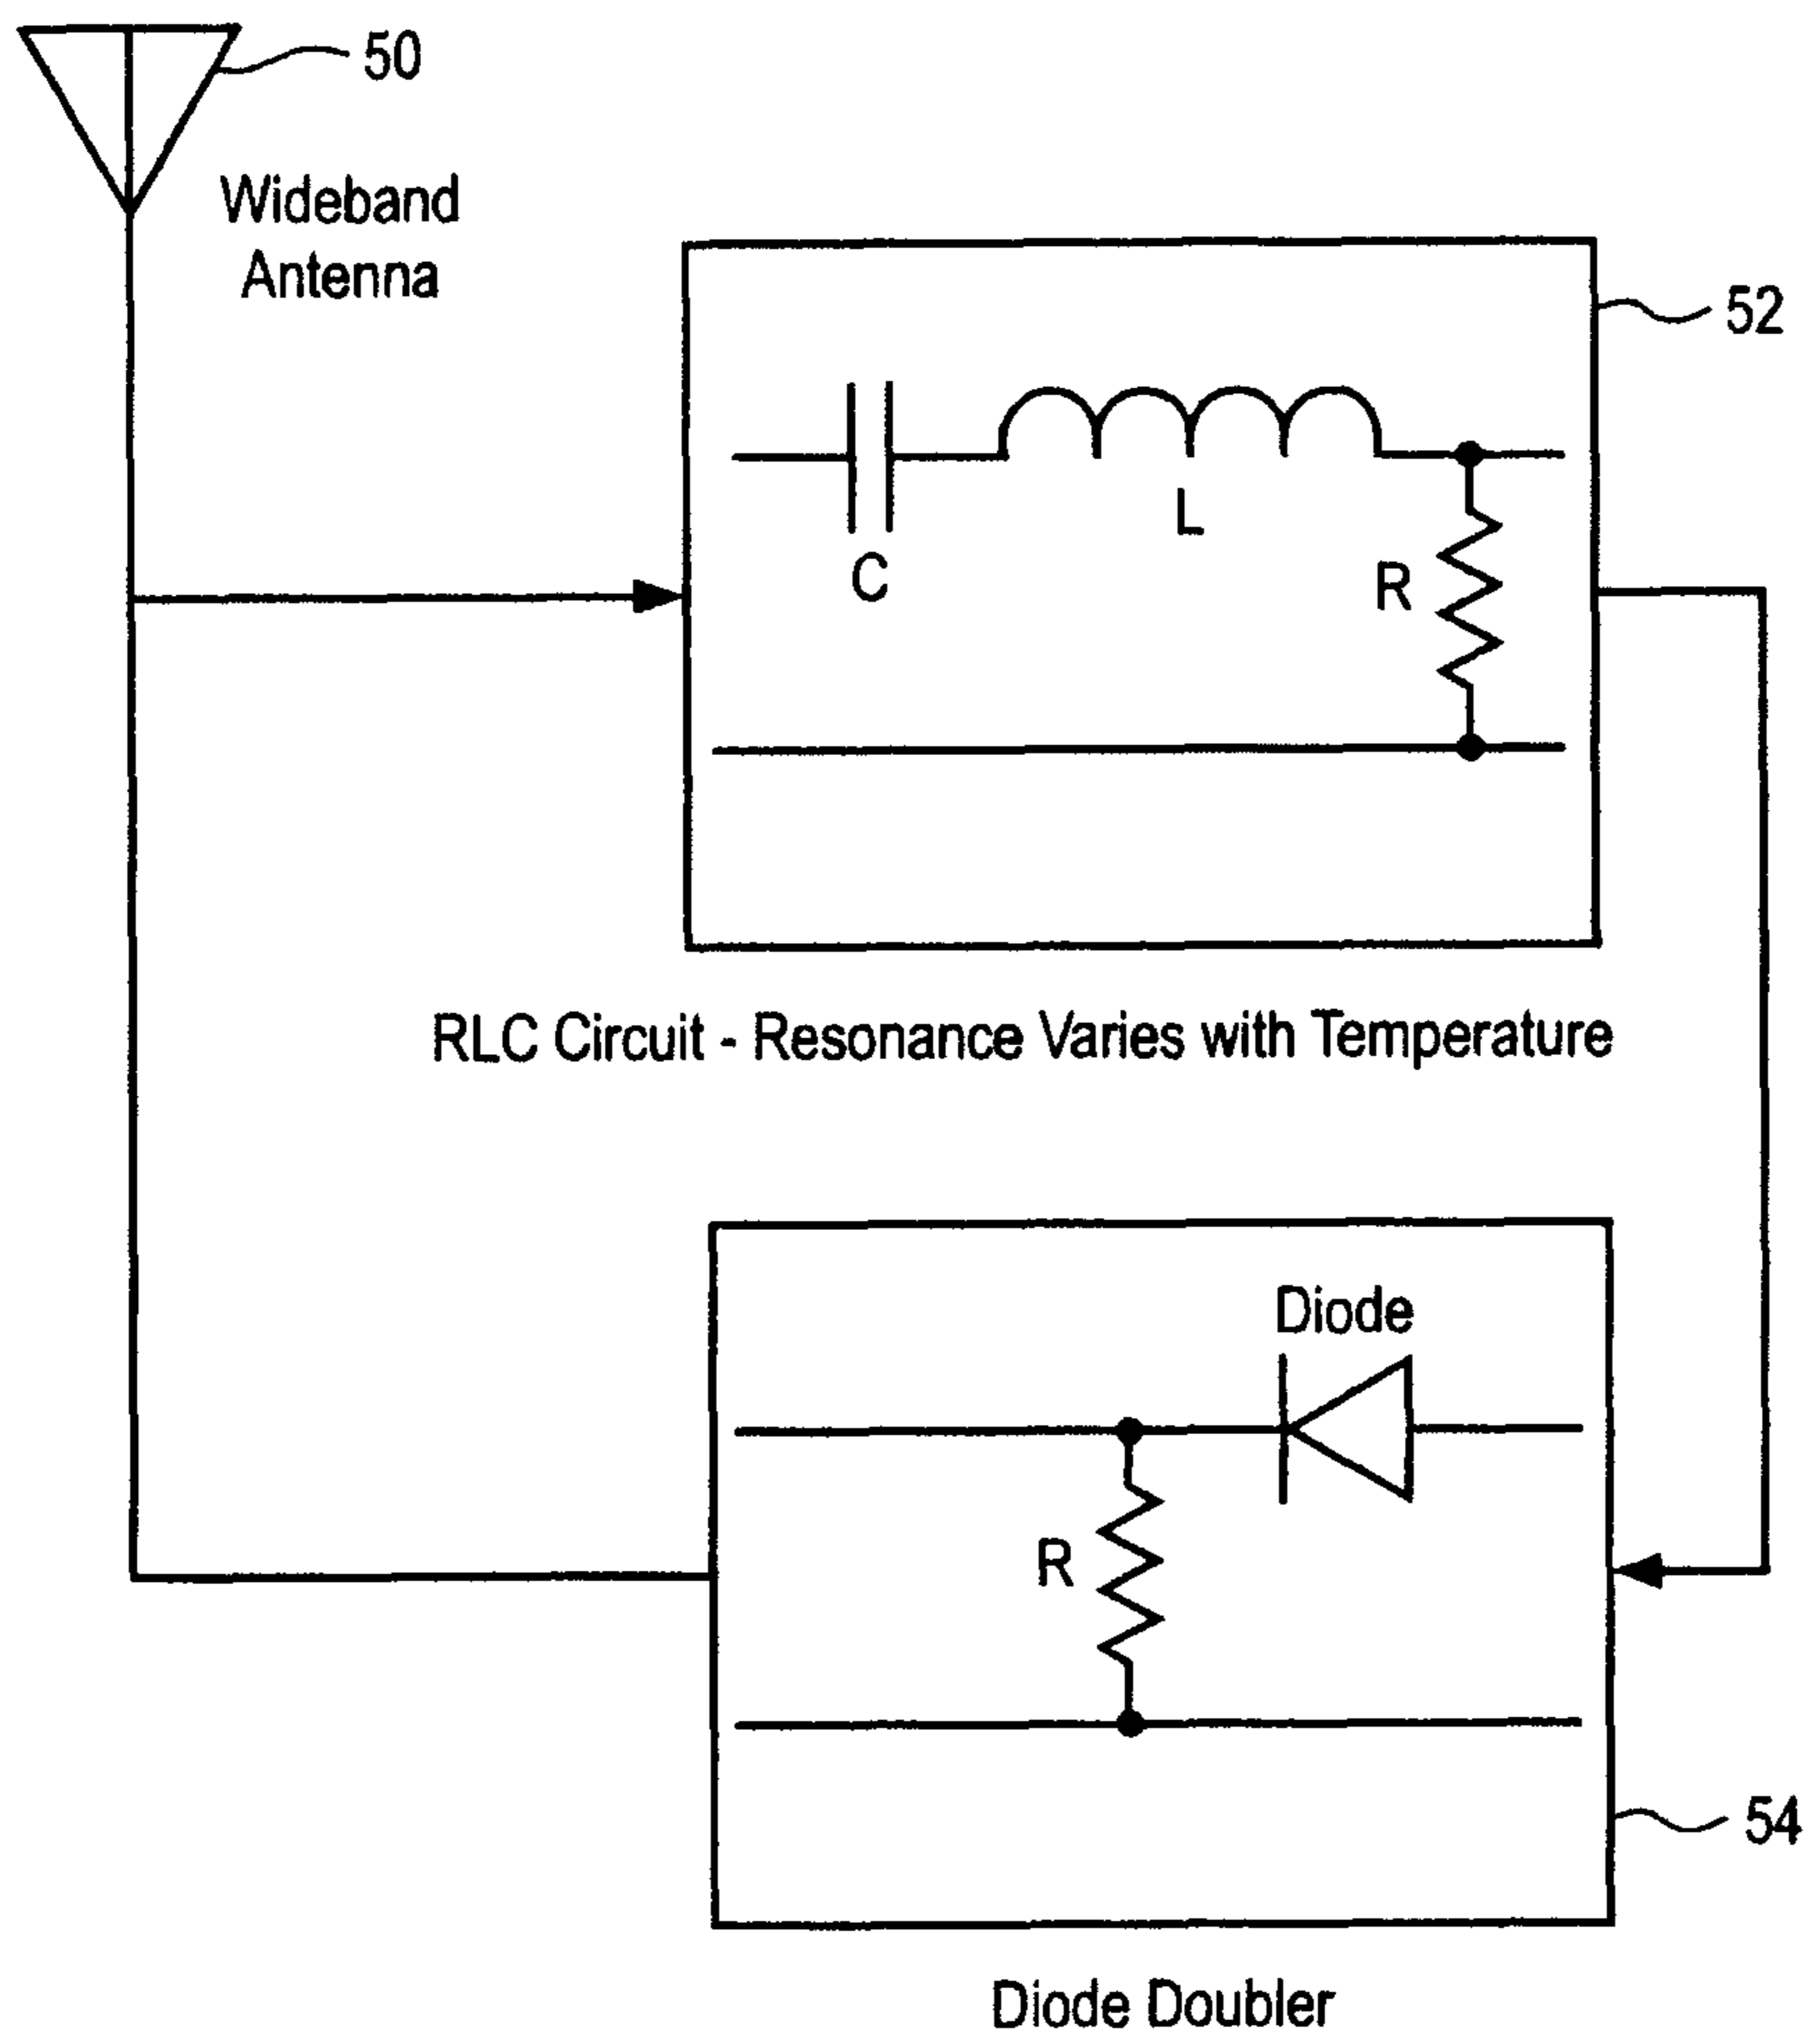 50
Wideband
Antenna
52
C
L
R
RLC Circuit - Resonance Varies with Temperature
Diode
R
54
Diode Doubler